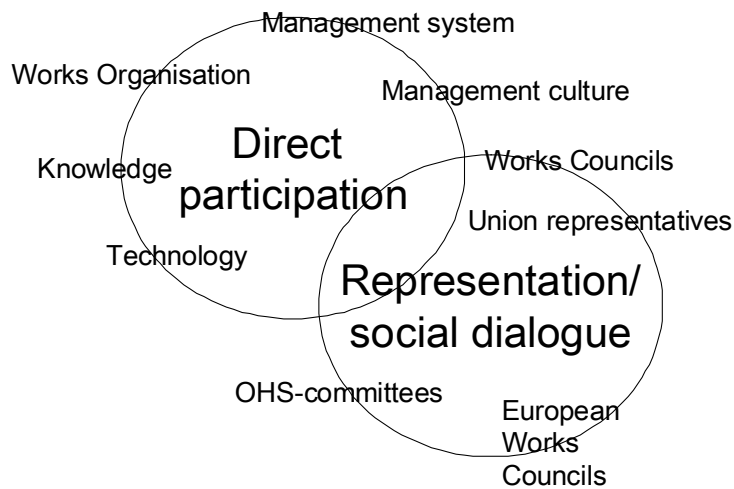 Management system
Works Organisation
Management culture
Direct
participation
Knowledge
Technology
Works Councils
Union representatives
Representation/
social dialogue
OHS-committees
European
Works
Councils